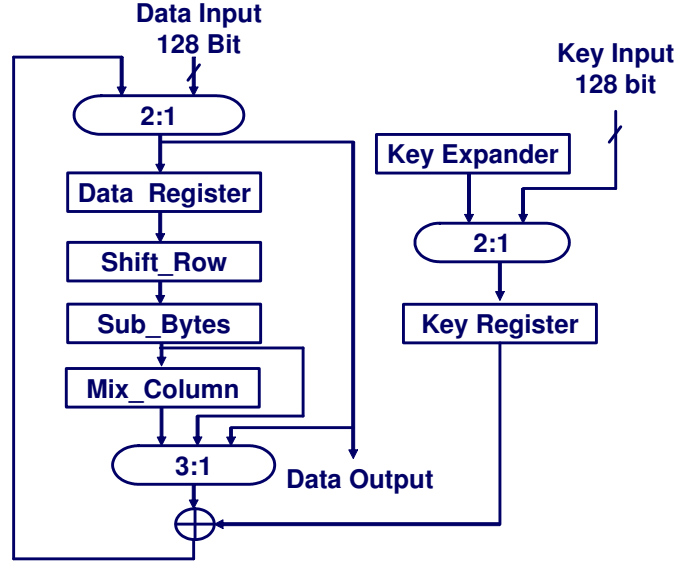 Data Input
128 Bit
Key Input
128 bit
2:1
Key Expander
Data Register
2:1
Shift_Row
Sub_Bytes
Key Register
Mix_Column
3:1
Data Output